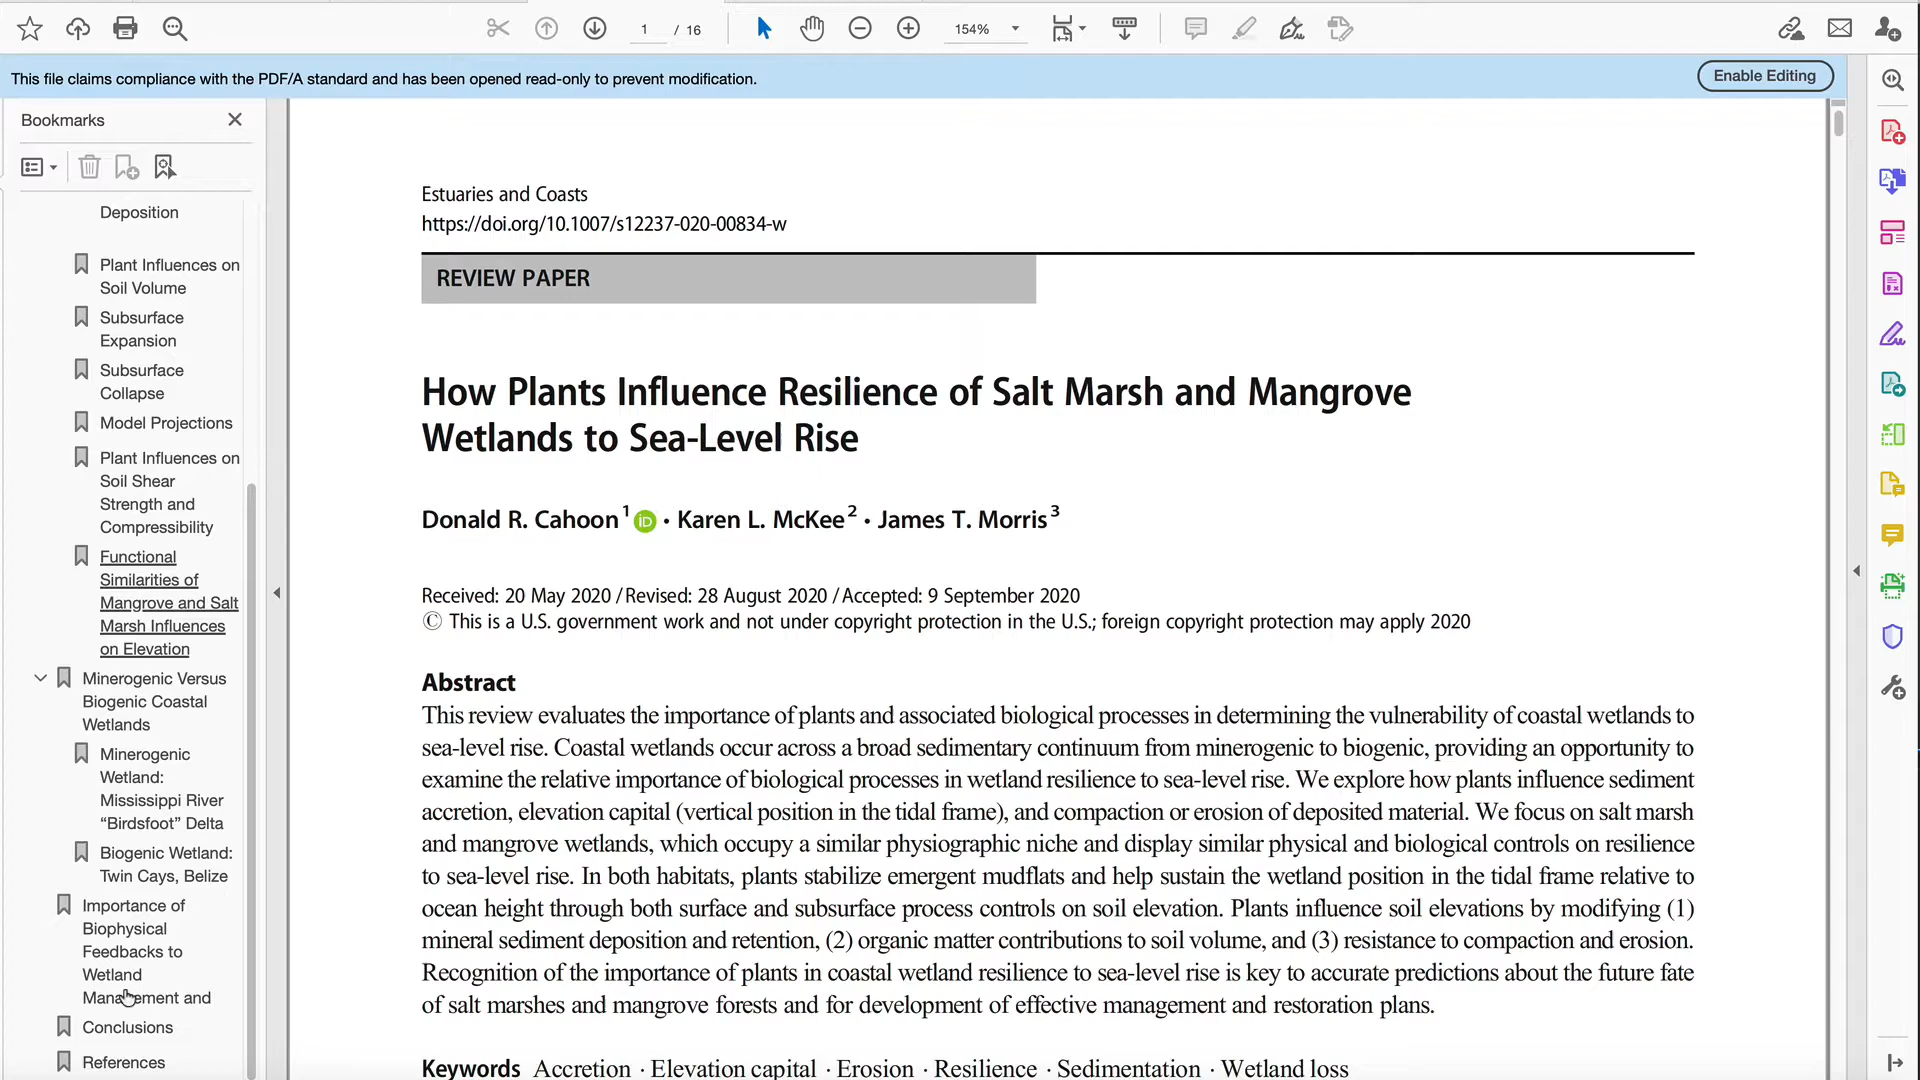 1 / 16
154%
This file claims compliance with the PDF/A standard and has been opened read-only to prevent modification.
Enable Editing
Bookmarks
Deposition
Plant Influences on
Soil Volume
Subsurface
Expansion
Subsurface
Collapse
Model Projections
Plant Influences on
Soil Shear
Strength and
Compressibility
Functional
Similarities of
Mangrove and Salt
Marsh Influences
on Elevation
Minerogenic Versus
Biogenic Coastal
Wetlands
Minerogenic
Wetland:
Mississippi River
“Birdsfoot” Delta
Biogenic Wetland:
Twin Cays, Belize
Importance of
Biophysical
Feedbacks to
Wetland
Management and
Conclusions
References
Estuaries and Coasts
https://doi.org/10.1007/s12237-020-00834-w
REVIEW PAPER
How Plants Influence Resilience of Salt Marsh and Mangrove
Wetlands to Sea-Level Rise
Donald R. Cahoon1 iD · Karen L. McKee2 · James T. Morris3
Received: 20 May 2020 / Revised: 28 August 2020 / Accepted: 9 September 2020
© This is a U.S. government work and not under copyright protection in the U.S.; foreign copyright protection may apply 2020
Abstract
This review evaluates the importance of plants and associated biological processes in determining the vulnerability of coastal wetlands to
sea-level rise. Coastal wetlands occur across a broad sedimentary continuum from minerogenic to biogenic, providing an opportunity to
examine the relative importance of biological processes in wetland resilience to sea-level rise. We explore how plants influence sediment
accretion, elevation capital (vertical position in the tidal frame), and compaction or erosion of deposited material. We focus on salt marsh
and mangrove wetlands, which occupy a similar physiographic niche and display similar physical and biological controls on resilience
to sea-level rise. In both habitats, plants stabilize emergent mudflats and help sustain the wetland position in the tidal frame relative to
ocean height through both surface and subsurface process controls on soil elevation. Plants influence soil elevations by modifying (1)
mineral sediment deposition and retention, (2) organic matter contributions to soil volume, and (3) resistance to compaction and erosion.
Recognition of the importance of plants in coastal wetland resilience to sea-level rise is key to accurate predictions about the future fate
of salt marshes and mangrove forests and for development of effective management and restoration plans.
Keywords Accretion · Elevation capital · Erosion · Resilience · Sedimentation · Wetland loss